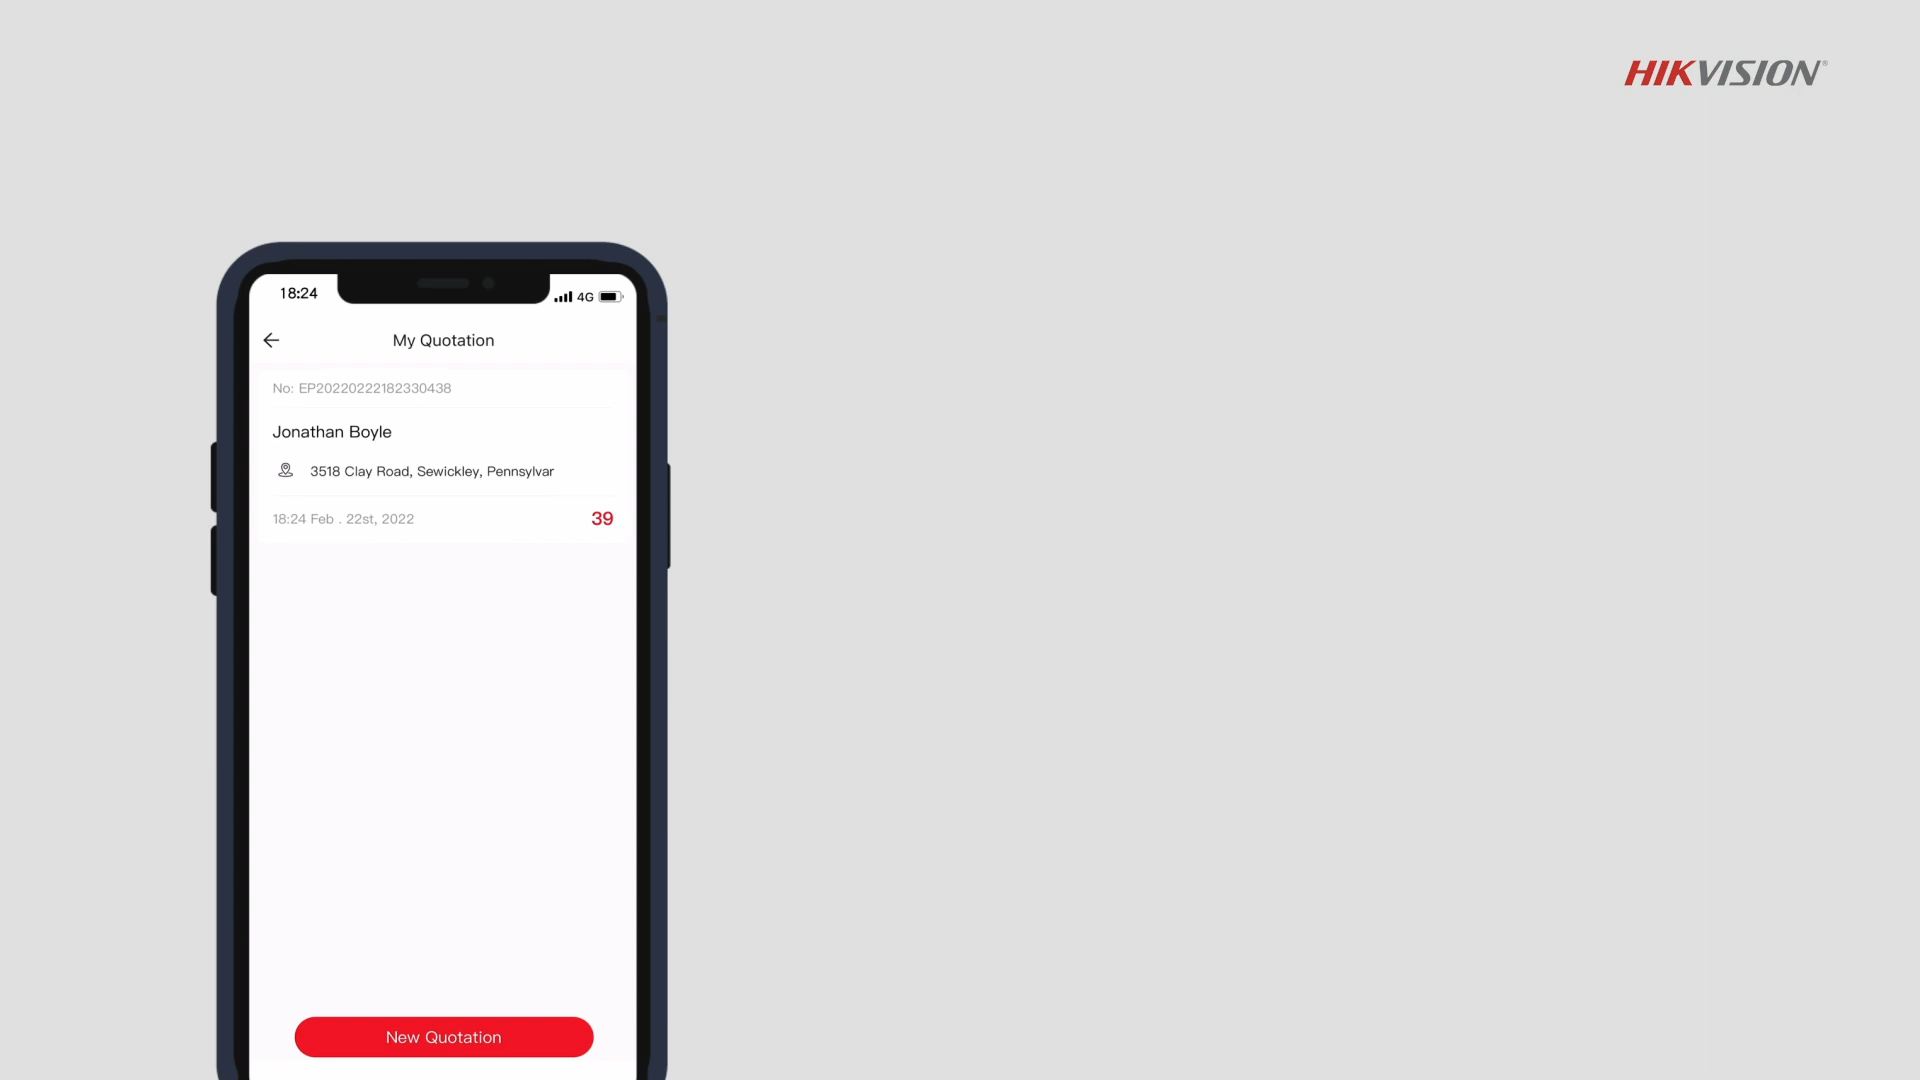 HIKVISION®
18:24
4G
My Quotation
No: EP20220222182330438
Jonathan Boyle
3518 Clay Road, Sewickley, Pennsylvar
18:24 Feb . 22st, 2022
39
New Quotation